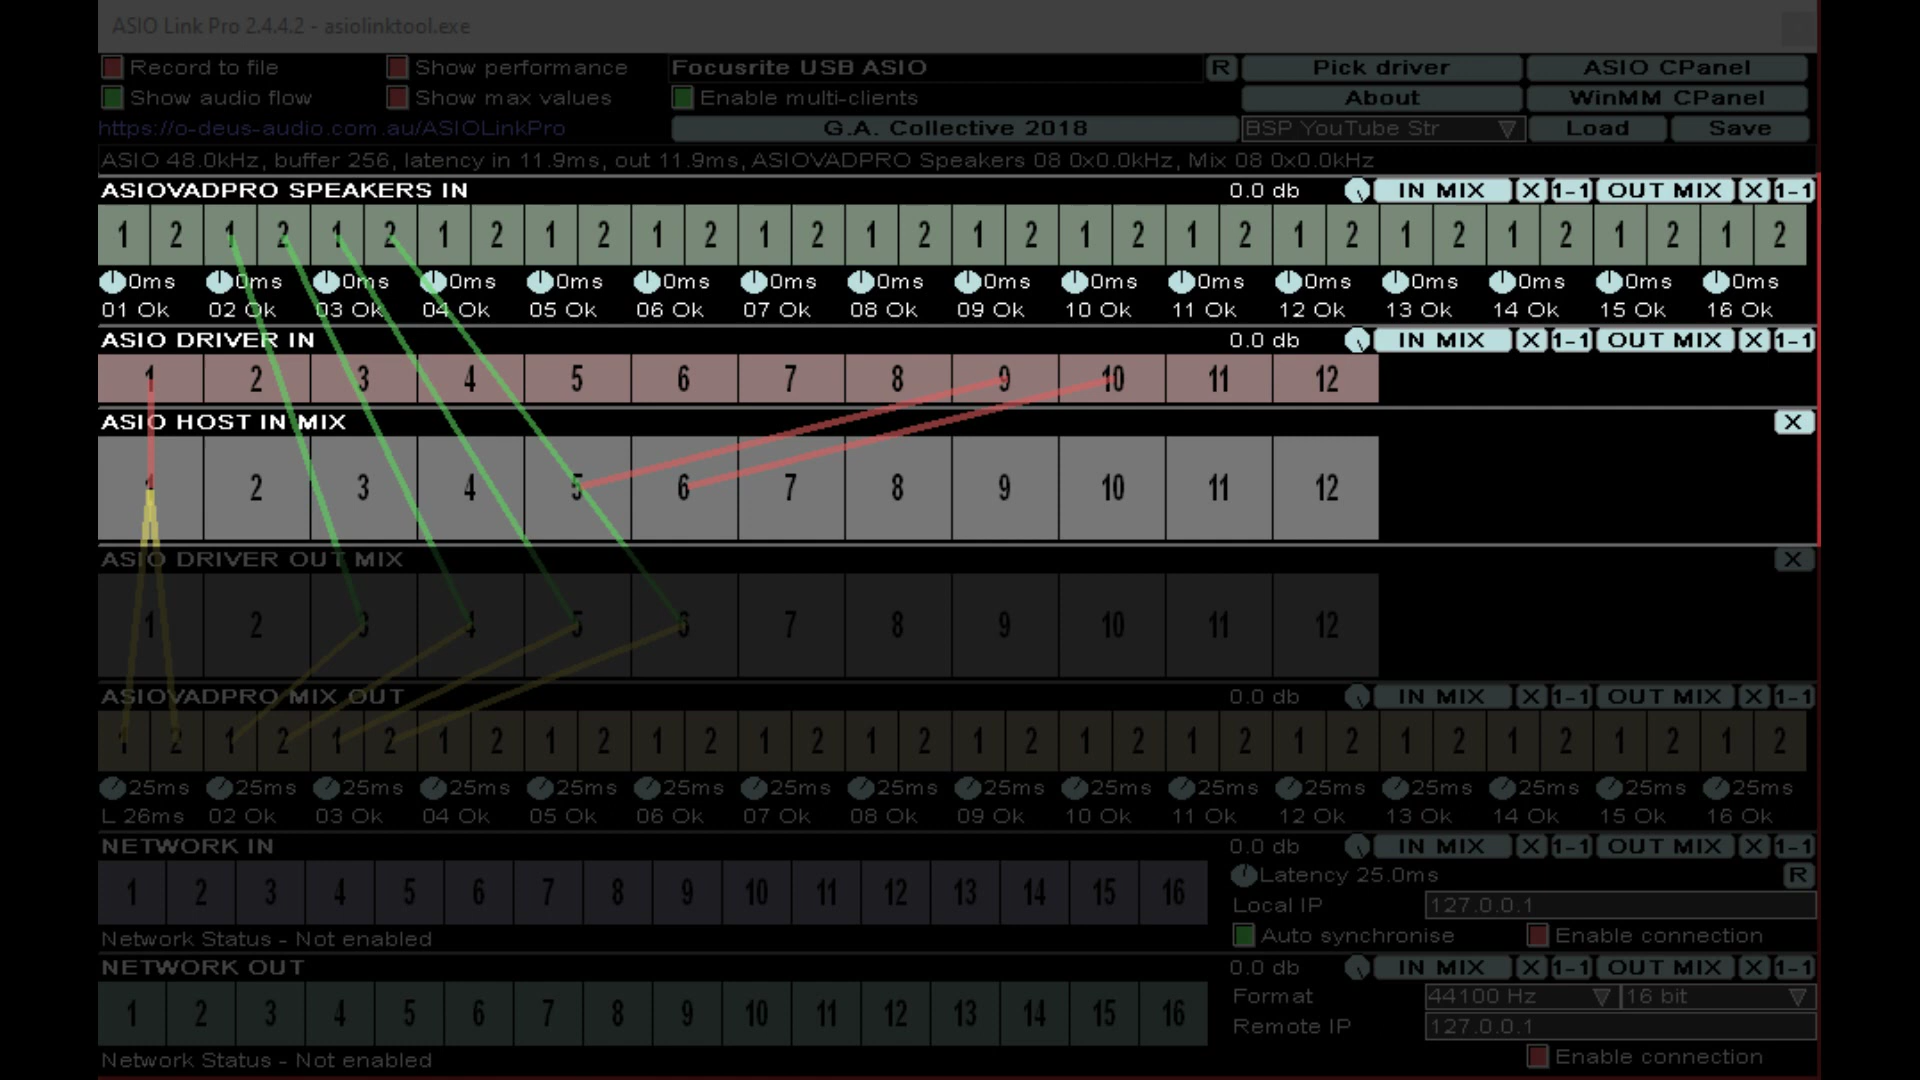 ASIO Link Pro 2.4.4.2 - asiolinktool.exe
Record to file Show performance Focusrite USB ASIO R Pick driver ASIO CPanel
Show audio flow Show max values Enable multi-clients About WinMM CPanel
https://o-deus-audio.com.au/ASIOLinkPro G.A. Collective 2018 BSP YouTube Str Load Save
ASIO 48.0kHz, buffer 256, latency in 11.9ms, out 11.9ms, ASIOVADPRO Speakers 08 0x0.0kHz, Mix 08 0x0.0kHz
ASIOVADPRO SPEAKERS IN 0.0 db IN MIX X 1-1 OUT MIX X 1-1
1 2 1 2 1 2 1 2 1 2 1 2 1 2 1 2 1 2 1 2 1 2 1 2 1 2 1 2 1 2 1 2
0ms 0ms 0ms 0ms 0ms 0ms 0ms 0ms 0ms 0ms 0ms 0ms 0ms 0ms 0ms 0ms
01 Ok 02 Ok 03 Ok 04 Ok 05 Ok 06 Ok 07 Ok 08 Ok 09 Ok 10 Ok 11 Ok 12 Ok 13 Ok 14 Ok 15 Ok 16 Ok
ASIO DRIVER IN 0.0 db IN MIX X 1-1 OUT MIX X 1-1
1 2 3 4 5 6 7 8 9 10 11 12
ASIO HOST IN MIX X
1 2 3 4 5 6 7 8 9 10 11 12
ASIO DRIVER OUT MIX X
1 2 3 4 5 6 7 8 9 10 11 12
ASIOVADPRO MIX OUT 0.0 db IN MIX X 1-1 OUT MIX X 1-1
1 2 1 2 1 2 1 2 1 2 1 2 1 2 1 2 1 2 1 2 1 2 1 2 1 2 1 2 1 2 1 2
25ms 25ms 25ms 25ms 25ms 25ms 25ms 25ms 25ms 25ms 25ms 25ms 25ms 25ms 25ms 25ms
L 26ms 02 Ok 03 Ok 04 Ok 05 Ok 06 Ok 07 Ok 08 Ok 09 Ok 10 Ok 11 Ok 12 Ok 13 Ok 14 Ok 15 Ok 16 Ok
NETWORK IN 0.0 db IN MIX X 1-1 OUT MIX X 1-1
1 2 3 4 5 6 7 8 9 10 11 12 13 14 15 16
Latency 25.0ms R
Local IP 127.0.0.1
Network Status - Not enabled Auto synchronise Enable connection
NETWORK OUT 0.0 db IN MIX X 1-1 OUT MIX X 1-1
1 2 3 4 5 6 7 8 9 10 11 12 13 14 15 16
Format 44100 Hz 16 bit
Remote IP 127.0.0.1
Network Status - Not enabled Enable connection